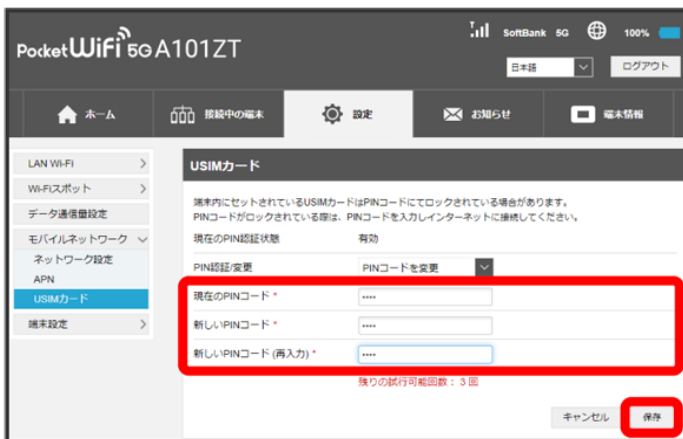 SoftBank 5G 100%
Pocket WiFi 5G A101ZT
日本語 ログアウト
ホーム 接続中の端末 設定 お知らせ 端末情報
LAN Wi-Fi
Wi-Fiスポット
データ通信量設定
モバイルネットワーク
ネットワーク設定
APN
USIMカード
端末設定
USIMカード
端末内にセットされているUSIMカードはPINコードにてロックされている場合があります。
PINコードがロックされている際は、PINコードを入力しインターネットに接続してください。
現在のPIN認証状態 有効
PIN認証/変更 PINコードを変更
現在のPINコード * ••••
新しいPINコード * ••••
新しいPINコード (再入力) * ••••
残りの試行可能回数： 3 回
キャンセル 保存